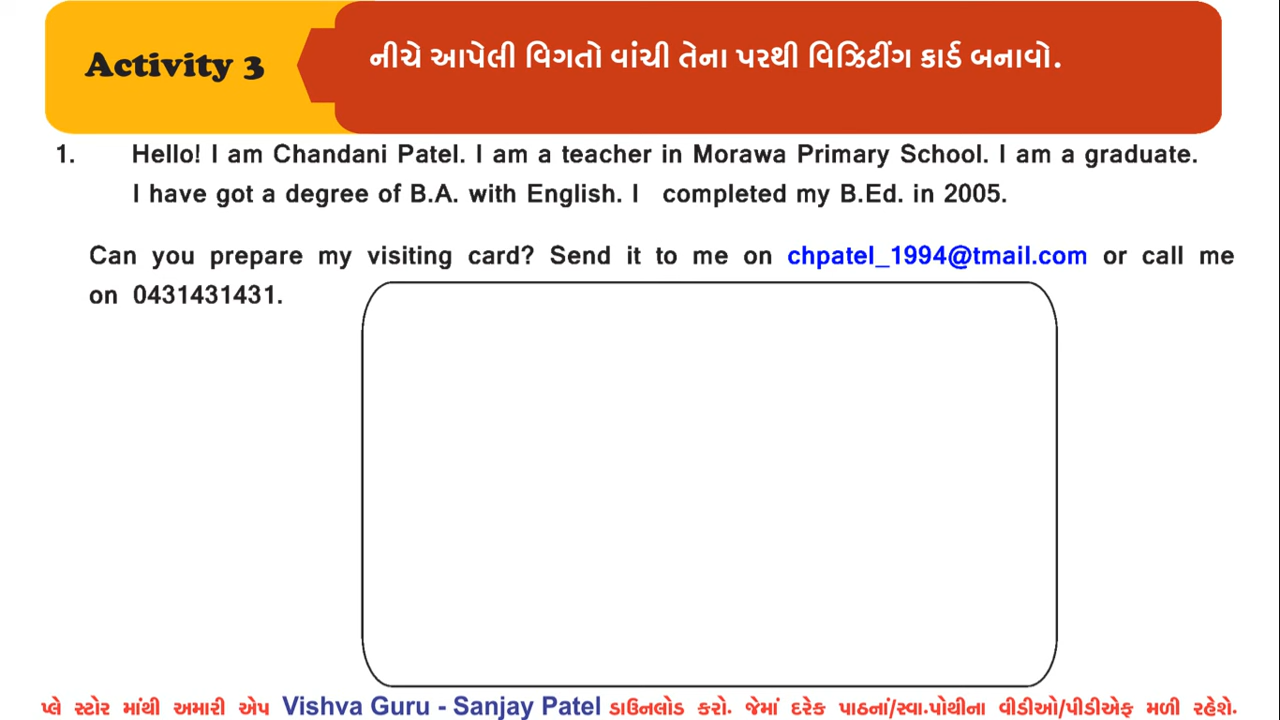 Activity 3
નીચે આપેલી વિગતો વાંચી તેના પરથી વિઝિટીંગ કાર્ડ બનાવો.
1. Hello! I am Chandani Patel. I am a teacher in Morawa Primary School. I am a graduate.
I have got a degree of B.A. with English. I completed my B.Ed. in 2005.
Can you prepare my visiting card? Send it to me on chpatel_1994@tmail.com or call me
on 0431431431.
પ્લે સ્ટોર માંથી અમારી એપ Vishva Guru - Sanjay Patel ડાઉનલોડ કરો. જેમાં દરેક પાઠનાં/સ્વા.પોથીના વીડીઓ/પીડીએફ મળી રહેશે.